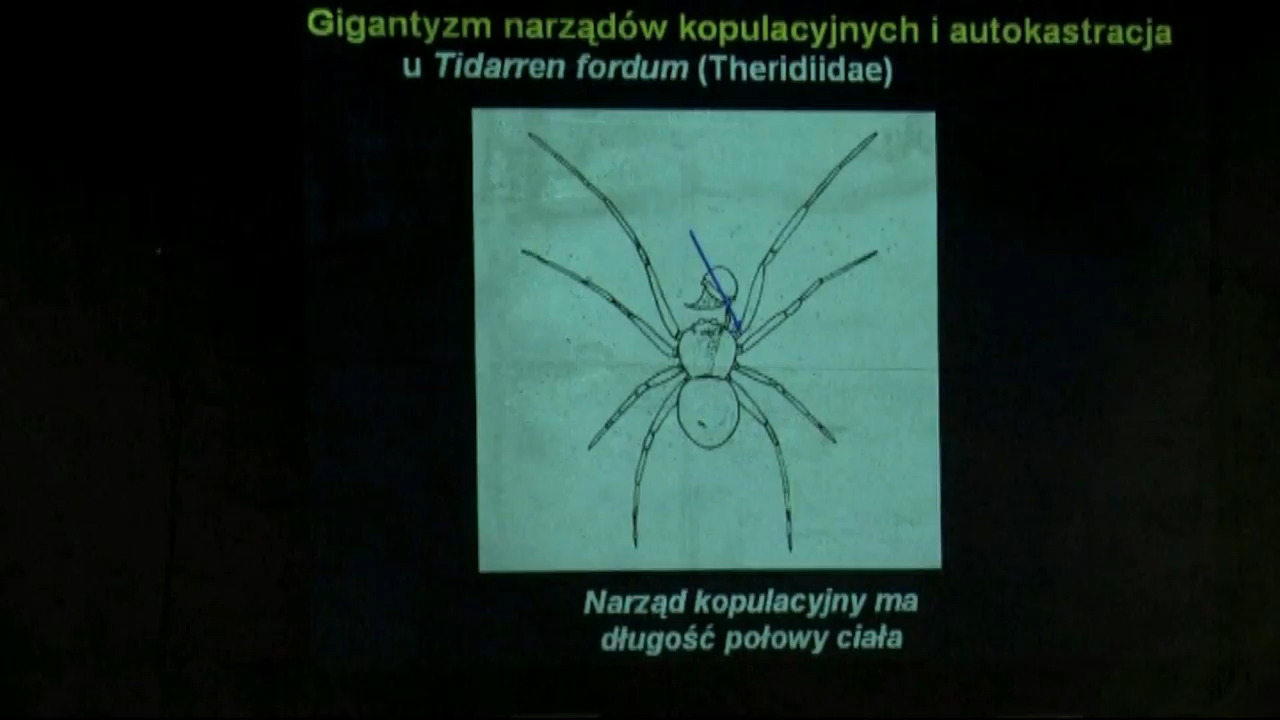 Gigantyzm narządów kopulacyjnych i autokastracja
u Tidarren fordum (Theridiidae)
Narząd kopulacyjny ma
długość połowy ciała